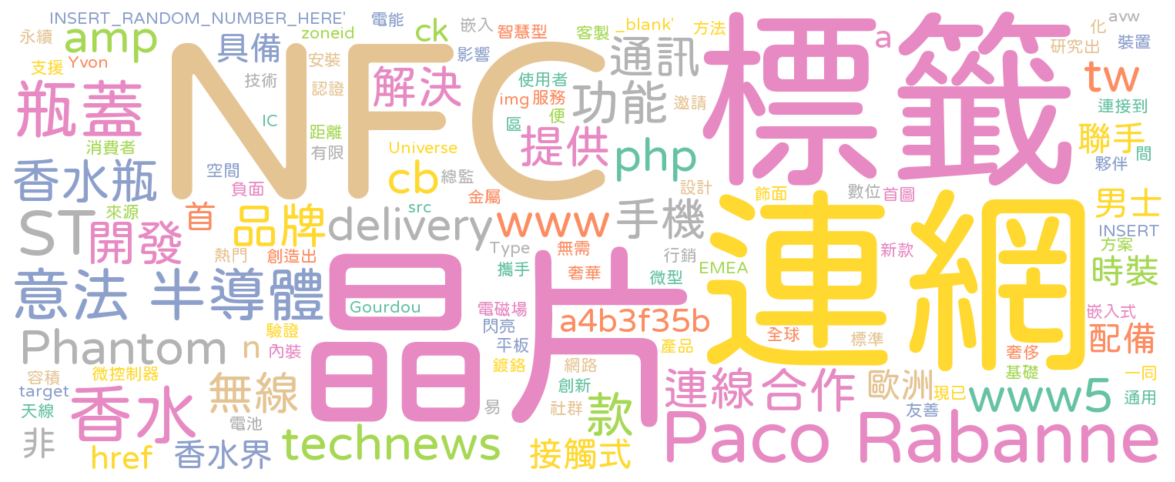 INSERT_RANDOM_NUMBER_HERE' 電能 嵌入 智慧型 客製 _blank' 方法 化 avw
永續 amp 具備 zoneid ck 影響 通訊 a 標籤 研究出 裝置
支援 Yvon NFC 安裝 解決 使用者 功能 tw
瓶蓋 技術 認證 img 服務 邀請 連接到
消費者 IC 距離 區 便 提供 php 聯手 間
香水瓶 空間 有限 Universe 總監 夥伴
負面 cb src 金屬 設計 飾面 數位 首圖 男士
ST 來源 首 品牌 delivery www 手機 連網 INSERT
開發 熱門 創造出 Type 無需 行銷 新款 方案
意法 半導體 晶片 攜手 奢華 微型 EMEA 時裝
Gourdou 電磁場 a4b3f35b 嵌入式
Phantom n 驗證 閃亮 全球 標準 配備
內裝 平板 產品 奢侈
容積 微控制器 鍍鉻 網路 基礎 一同
target 香水 無線 創新 連線 合作 歐洲 現已 www5 通用
天線 電池 易 社群 款 友善
非 href 香水界 technews 接觸式 Paco Rabanne